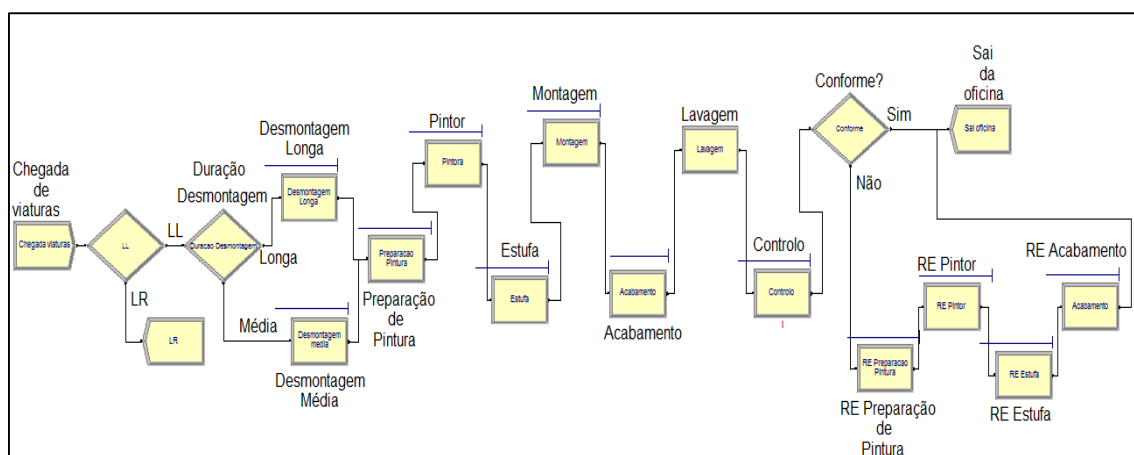 Chegada
de
viaturas
Chegada viaturas
LL
LL
LR
LR
Duração
Desmontagem
Duracao Desmontagem
Longa
Média
Desmontagem
Longa
Desmontagem
Longa
Desmontagem
media
Desmontagem
Média
Preparacao
Pintura
Preparação
de
Pintura
Pintor
Pintora
Estufa
Estufa
Montagem
Montagem
Acabamento
Acabamento
Lavagem
Lavagem
Controlo
Controlo
Conforme?
Conforme
Sim
Não
Sai
da
oficina
Sai oficina
RE Preparacao
Pintura
RE Preparação
de
Pintura
RE Pintor
RE Pintor
RE Estufa
RE Estufa
RE Acabamento
Acabamento